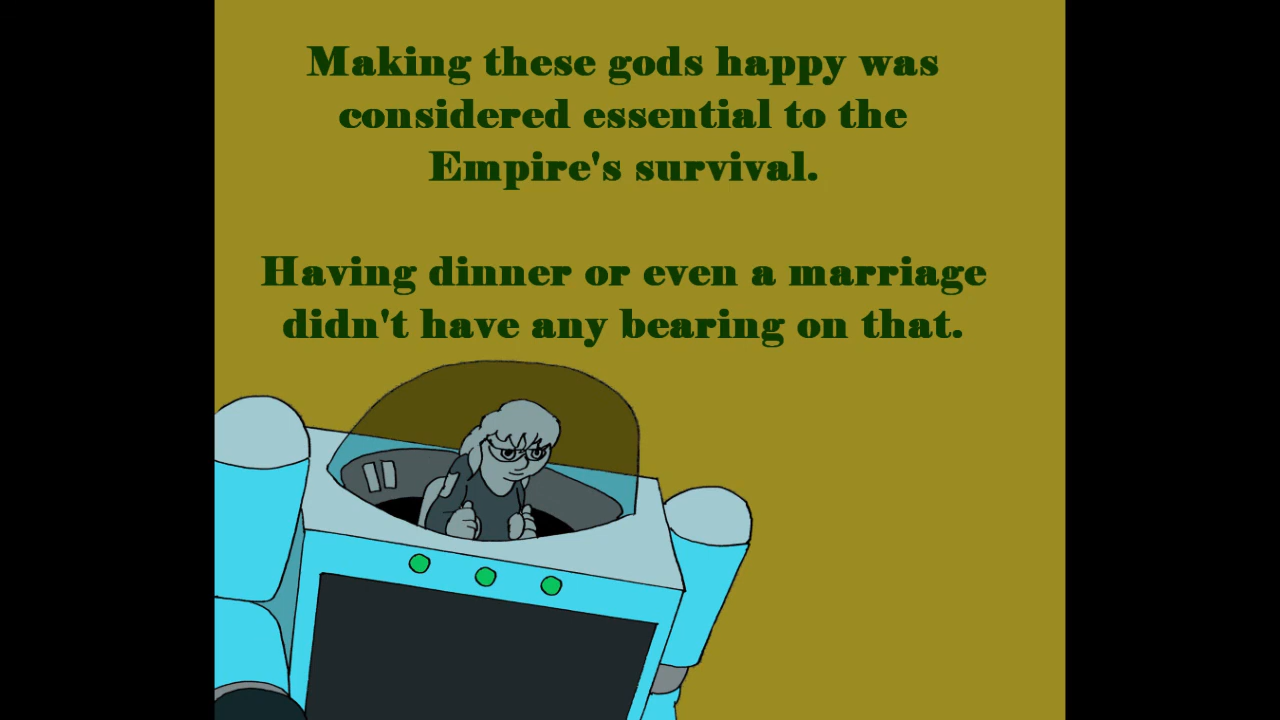 Making these gods happy was
considered essential to the
Empire's survival.
Having dinner or even a marriage
didn't have any bearing on that.